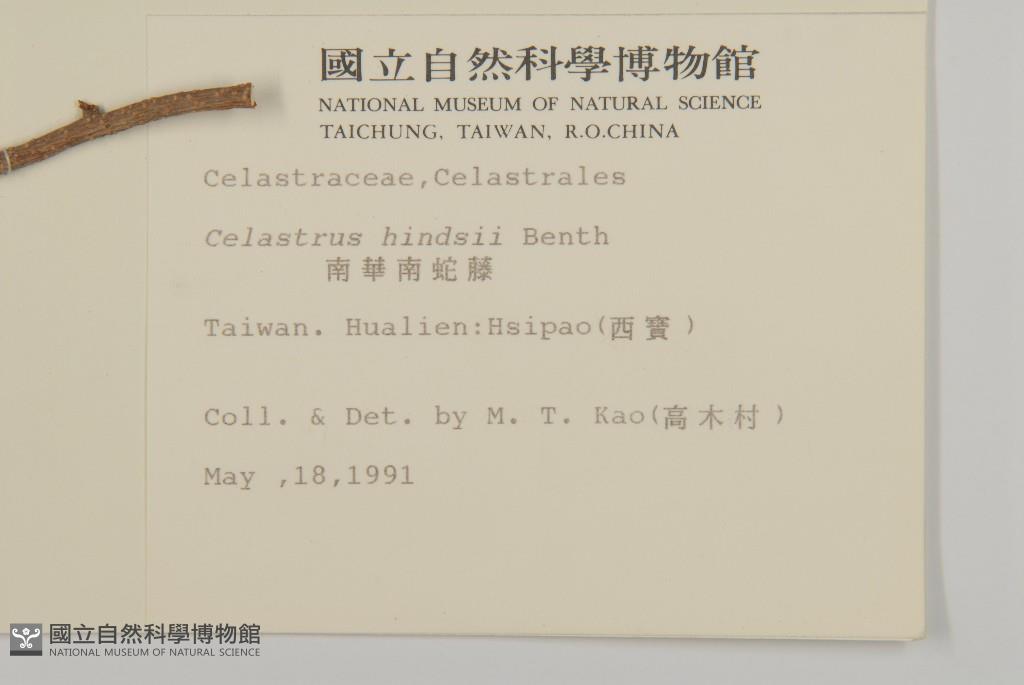 國立自然科學博物館
NATIONAL MUSEUM OF NATURAL SCIENCE
TAICHUNG, TAIWAN, R.O.CHINA
Celastraceae,Celastrales
Celastrus hindsii Benth
南華南蛇藤
Taiwan. Hualien:Hsipao(西寶)
Coll. & Det. by M. T. Kao(高木村)
May ,18,1991
國立自然科學博物館
NATIONAL MUSEUM OF NATURAL SCIENCE